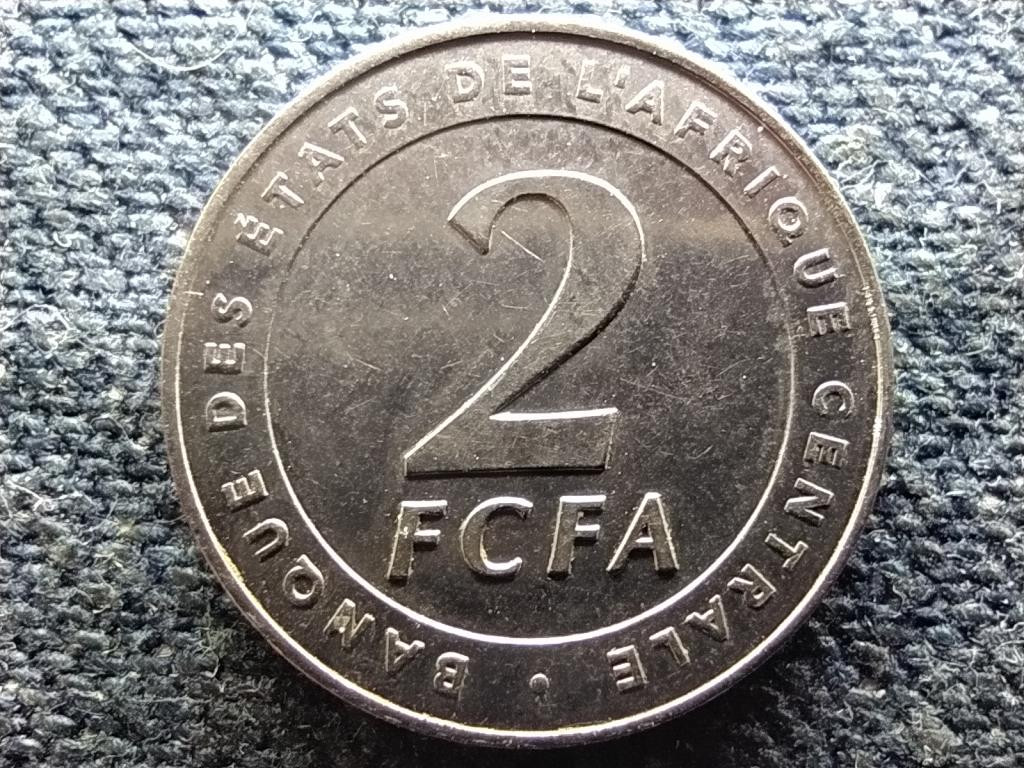 BANQUE DES ÉTATS DE L'AFRIQUE CENTRALE •
2
FCFA